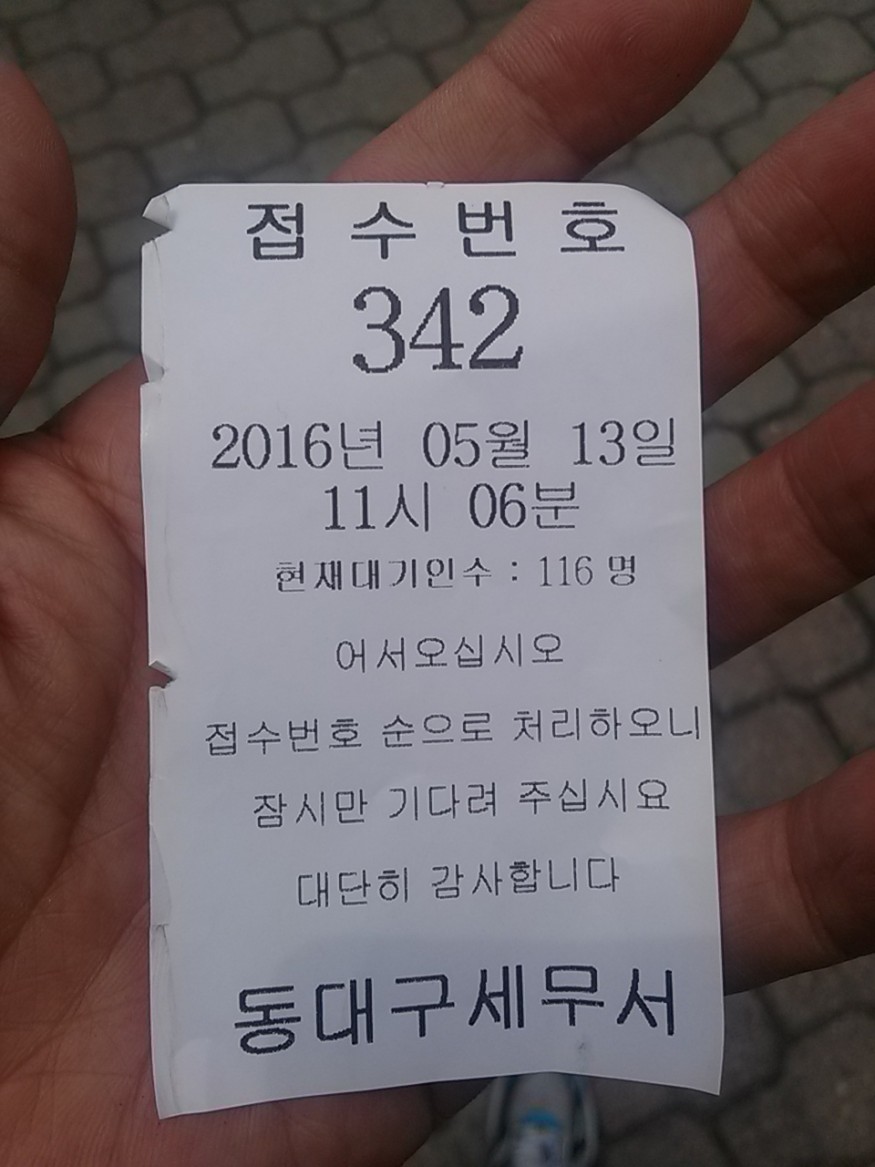 접 수 번 호
342
2016년 05월 13일
11시 06분
현재대기인수 : 116 명
어서오십시오
접수번호 순으로 처리하오니
잠시만 기다려 주십시요
대단히 감사합니다
동대구세무서